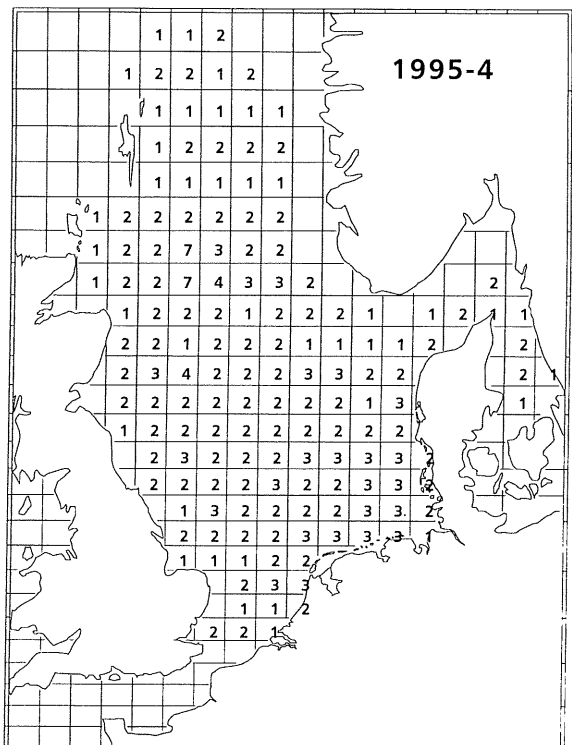 1 1 2
1 2 2 1 2
1995-4
1 1 1 1 1
1 2 2 2 2
1 1 1 1 1
1 2 2 2 2 2 2
1 2 2 7 3 2 2
1 2 2 7 4 3 3 2 2
1 2 2 2 1 2 2 2 1 1 2 1 1
2 2 1 2 2 2 1 1 1 1 2 2
2 3 4 2 2 2 3 3 2 2 2 1
2 2 2 2 2 2 2 2 1 3 1
1 2 2 2 2 2 2 2 2 2
2 3 2 2 2 3 3 3 3 2
2 2 2 2 3 2 2 3 3 2
1 3 2 2 2 2 3 3 2
2 2 2 2 3 3 3 3 1
1 1 1 2 2
2 3 3
1 1 2
2 2 1